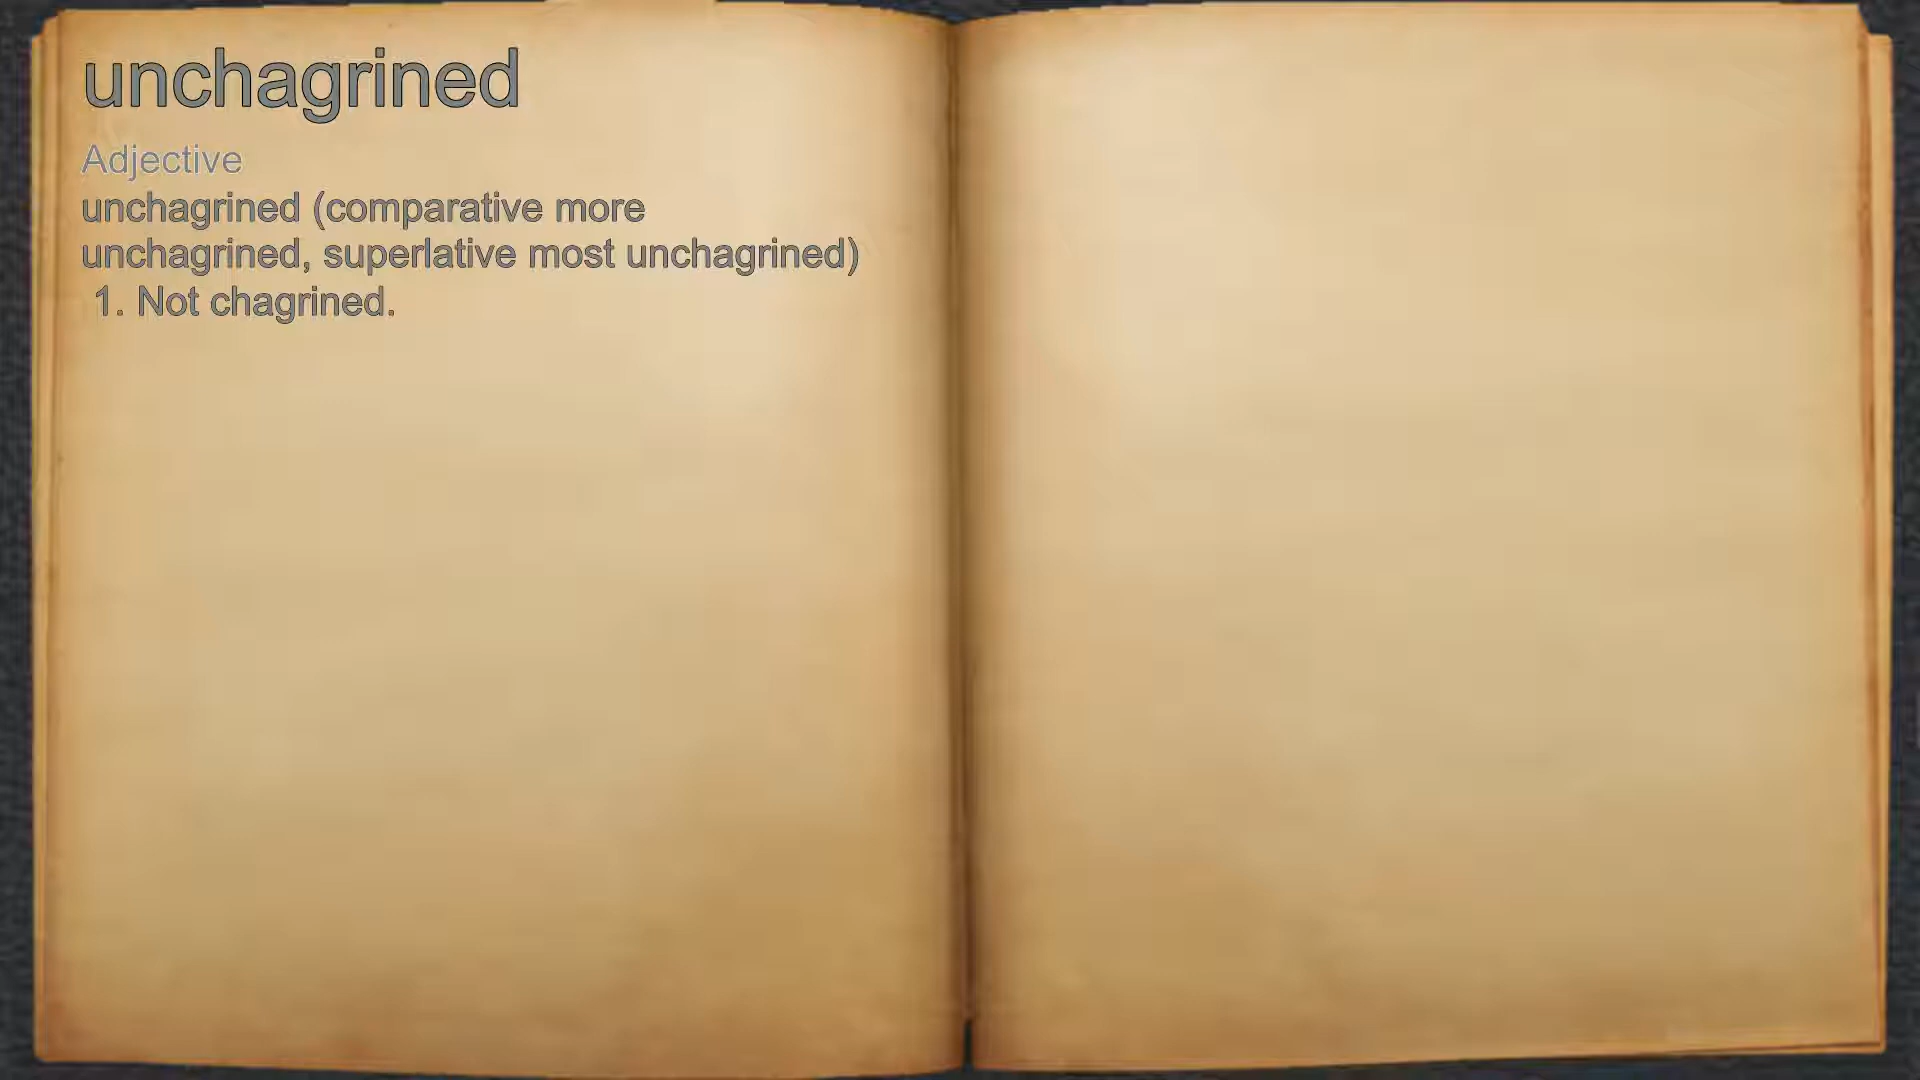 unchagrined
Adjective
unchagrined (comparative more
unchagrined, superlative most unchagrined)
1. Not chagrined.